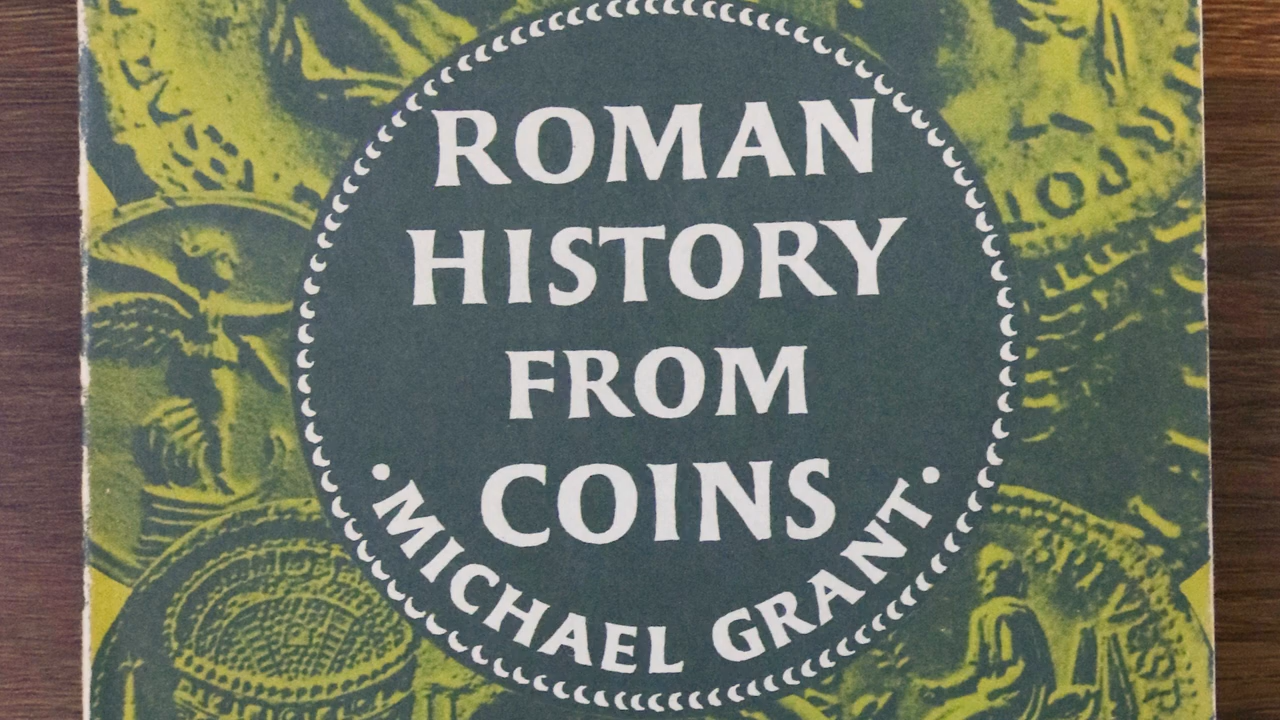 ROMAN
HISTORY
FROM
COINS
• MICHAEL GRANT •